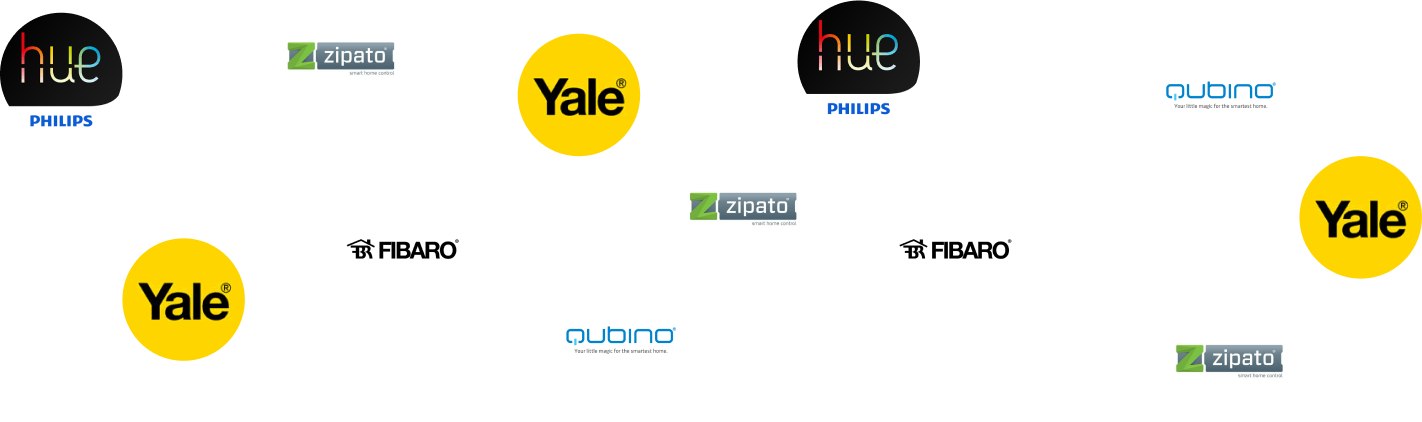 hue
PHILIPS
zipato
smart home control
Yale®
hue
PHILIPS
QUBINO®
Your little magic for the smartest home.
zipato
smart home control
Yale®
Yale®
FIBARO®
FIBARO®
QUBINO®
Your little magic for the smartest home.
zipato
smart home control